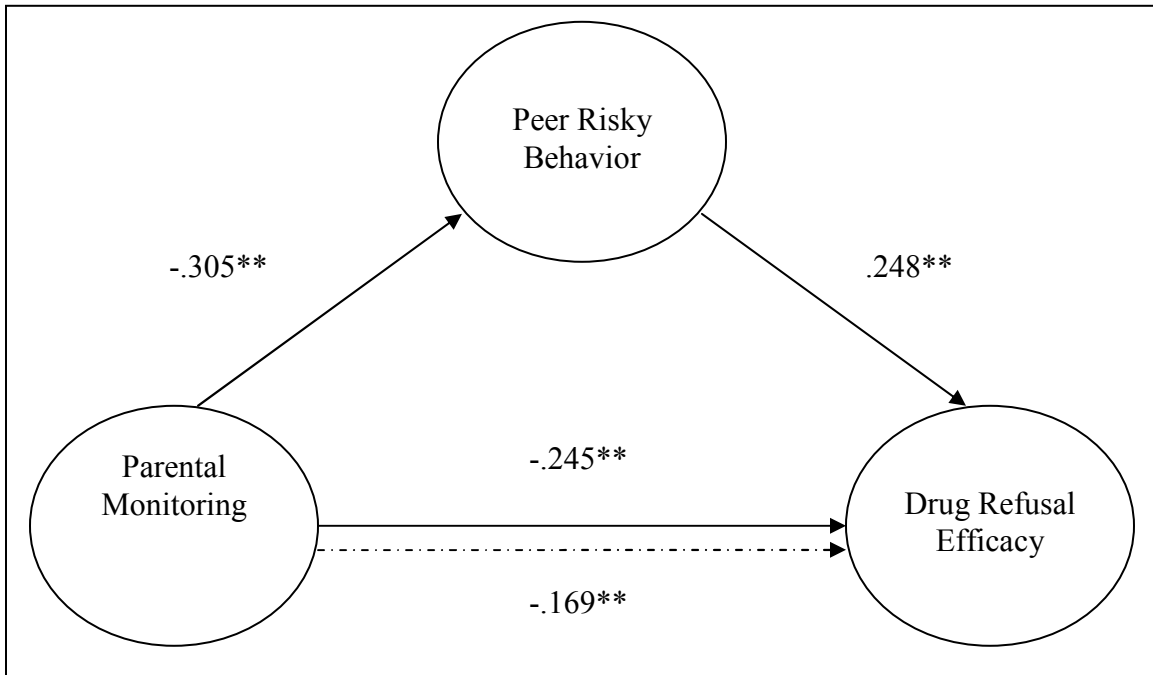 Peer Risky
Behavior
-.305**
.248**
Parental
Monitoring
-.245**
Drug Refusal
Efficacy
-.169**